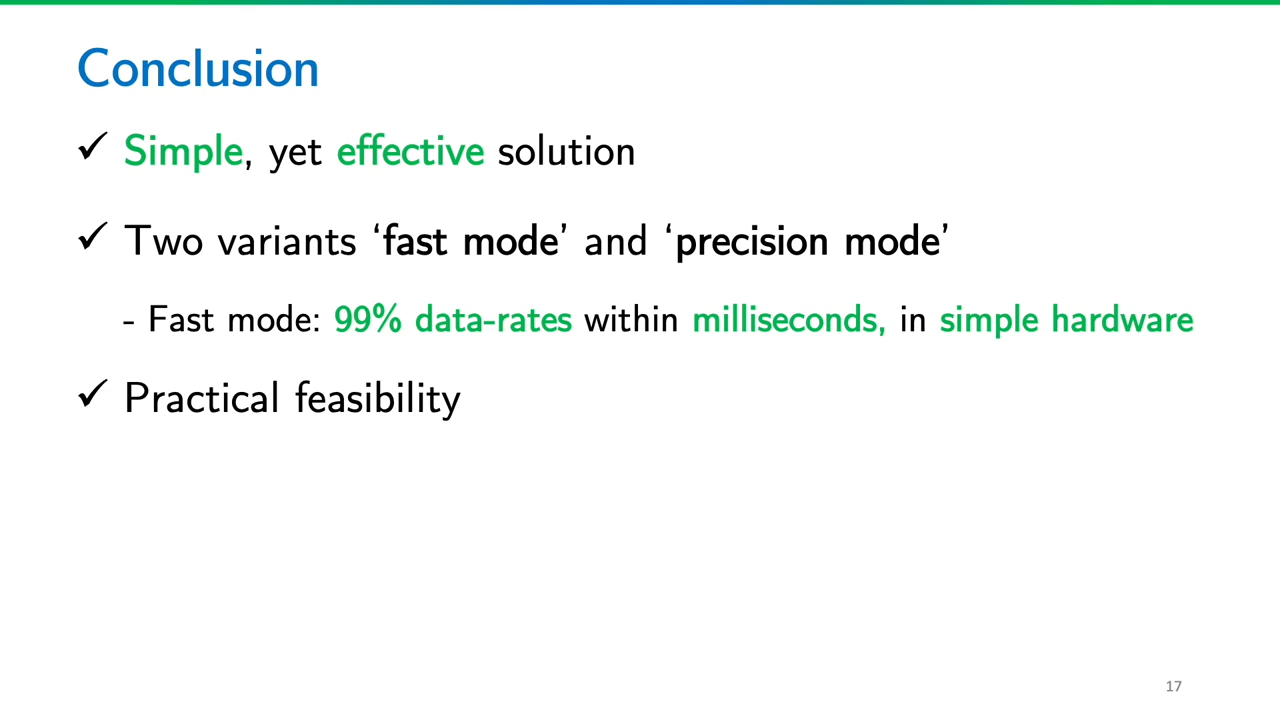 Conclusion
✓ Simple, yet effective solution
✓ Two variants ‘fast mode’ and ‘precision mode’
- Fast mode: 99% data-rates within milliseconds, in simple hardware
✓ Practical feasibility
17